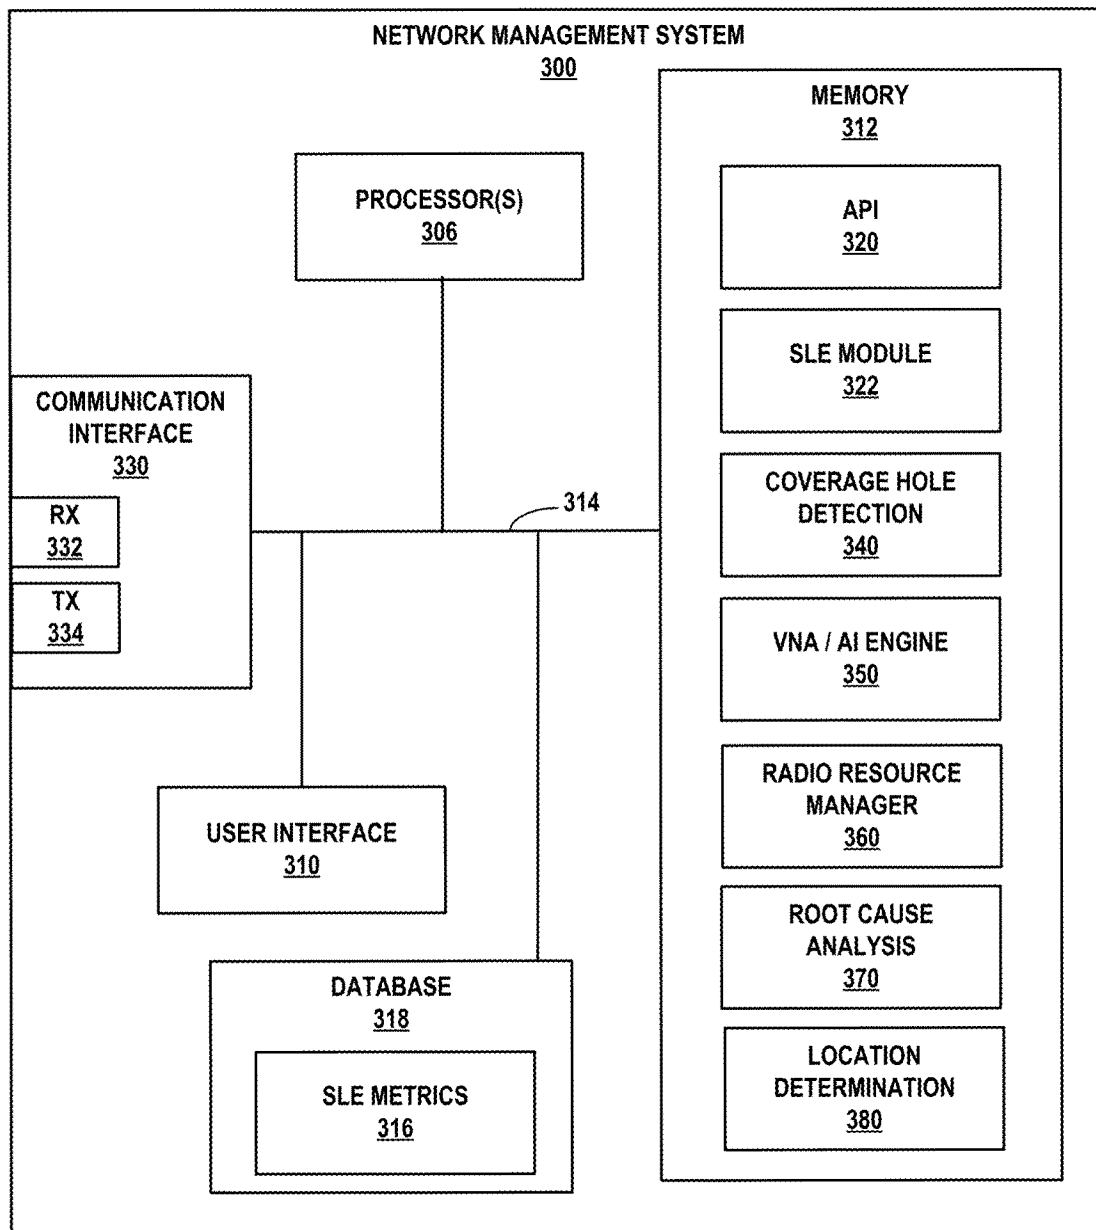 NETWORK MANAGEMENT SYSTEM
300
MEMORY
312
PROCESSOR(S)
306
API
320
SLE MODULE
322
COMMUNICATION
INTERFACE
330
RX
332
TX
334
314
COVERAGE HOLE
DETECTION
340
VNA / AI ENGINE
350
RADIO RESOURCE
MANAGER
360
USER INTERFACE
310
ROOT CAUSE
ANALYSIS
370
DATABASE
318
SLE METRICS
316
LOCATION
DETERMINATION
380